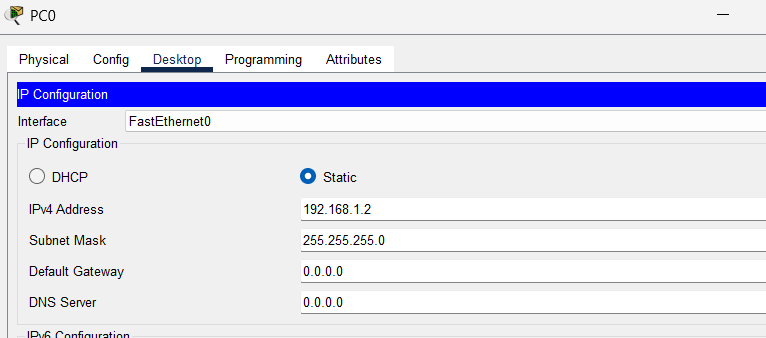 PC0
Physical Config Desktop Programming Attributes
IP Configuration
Interface FastEthernet0
IP Configuration
DHCP Static
IPv4 Address 192.168.1.2
Subnet Mask 255.255.255.0
Default Gateway 0.0.0.0
DNS Server 0.0.0.0
IPv6 Configuration